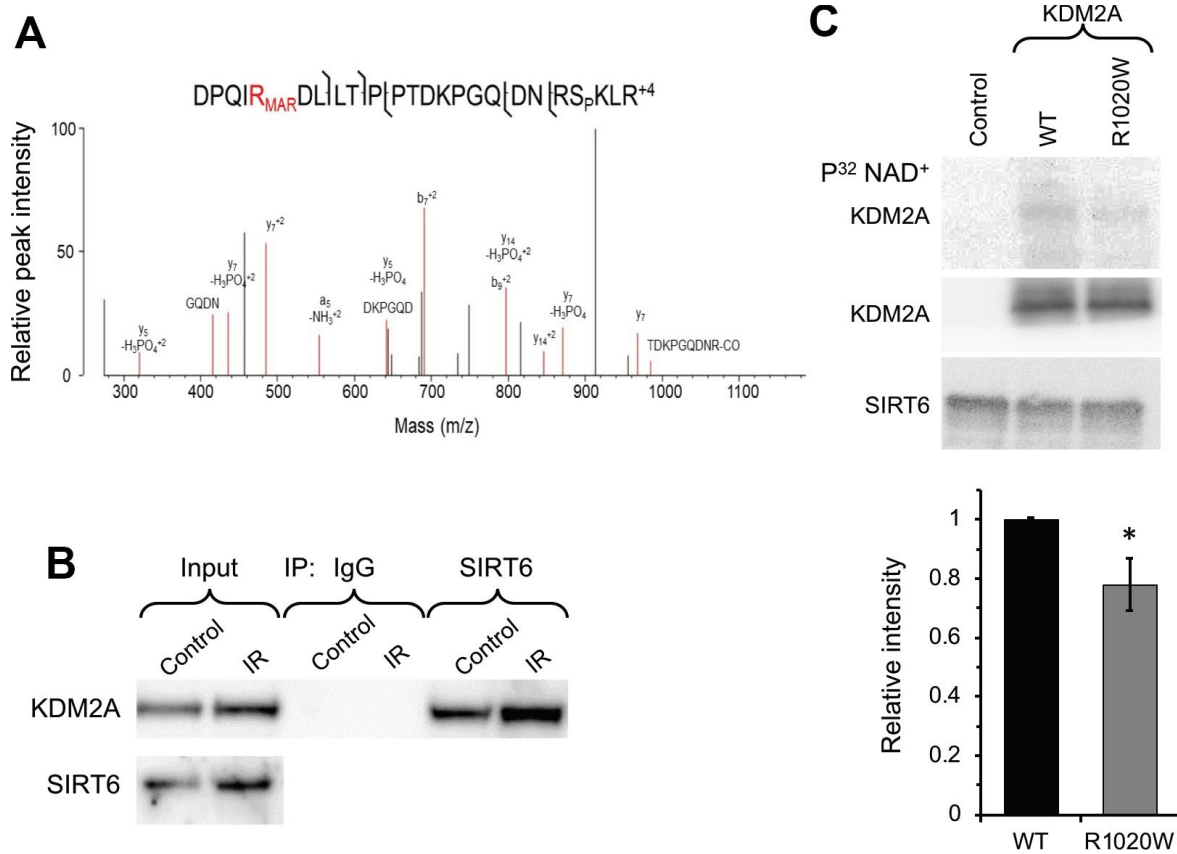 A
DPQIR_MAR DLILTIPPTDKPGQDNRS_P KLR⁺⁴
Relative peak intensity
100
50
0
y₅
-H₃PO₄⁺²
GQDN
y₇
-H₃PO₄⁺²
y₇⁺²
a₅
-NH₃⁺²
y₅
-H₃PO₄
DKPGQD
b₇⁺²
y₁₄
-H₃PO₄⁺²
b₉⁺²
y₁₄⁺²
y₇
-H₃PO₄
y₇
TDKPGQDNR-CO
300 400 500 600 700 800 900 1000 1100
Mass (m/z)
B
Input IP: IgG SIRT6
Control IR Control IR Control IR
KDM2A
SIRT6
C
KDM2A
Control WT R1020W
P³² NAD⁺
KDM2A
KDM2A
SIRT6
Relative intensity
1
0.8
0.6
0.4
0.2
0
*
WT R1020W